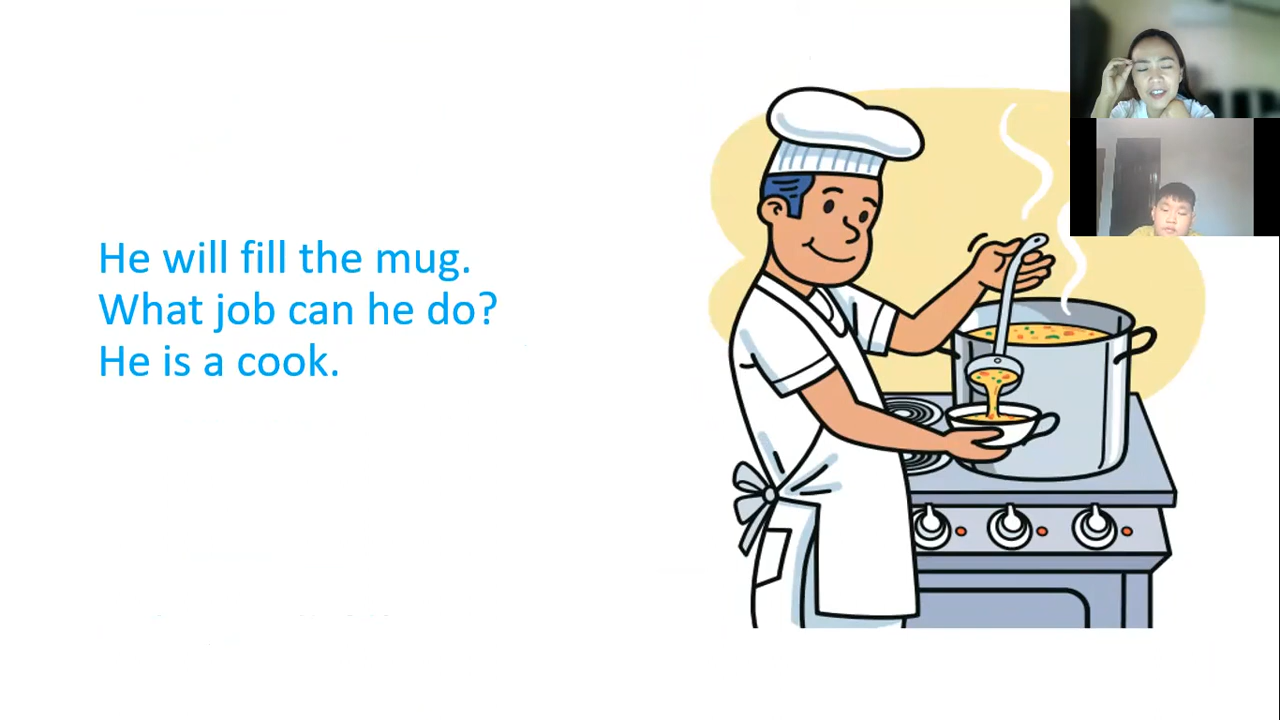 He will fill the mug.
What job can he do?
He is a cook.